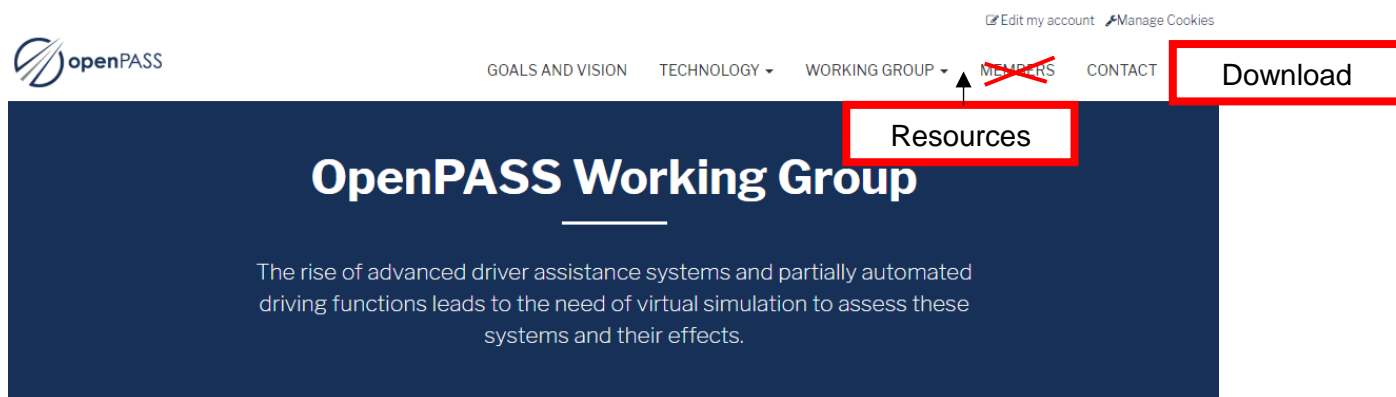 Edit my account Manage Cookies
openPASS
GOALS AND VISION TECHNOLOGY WORKING GROUP MEMBERS CONTACT Download
Resources
OpenPASS Working Group
The rise of advanced driver assistance systems and partially automated
driving functions leads to the need of virtual simulation to assess these
systems and their effects.